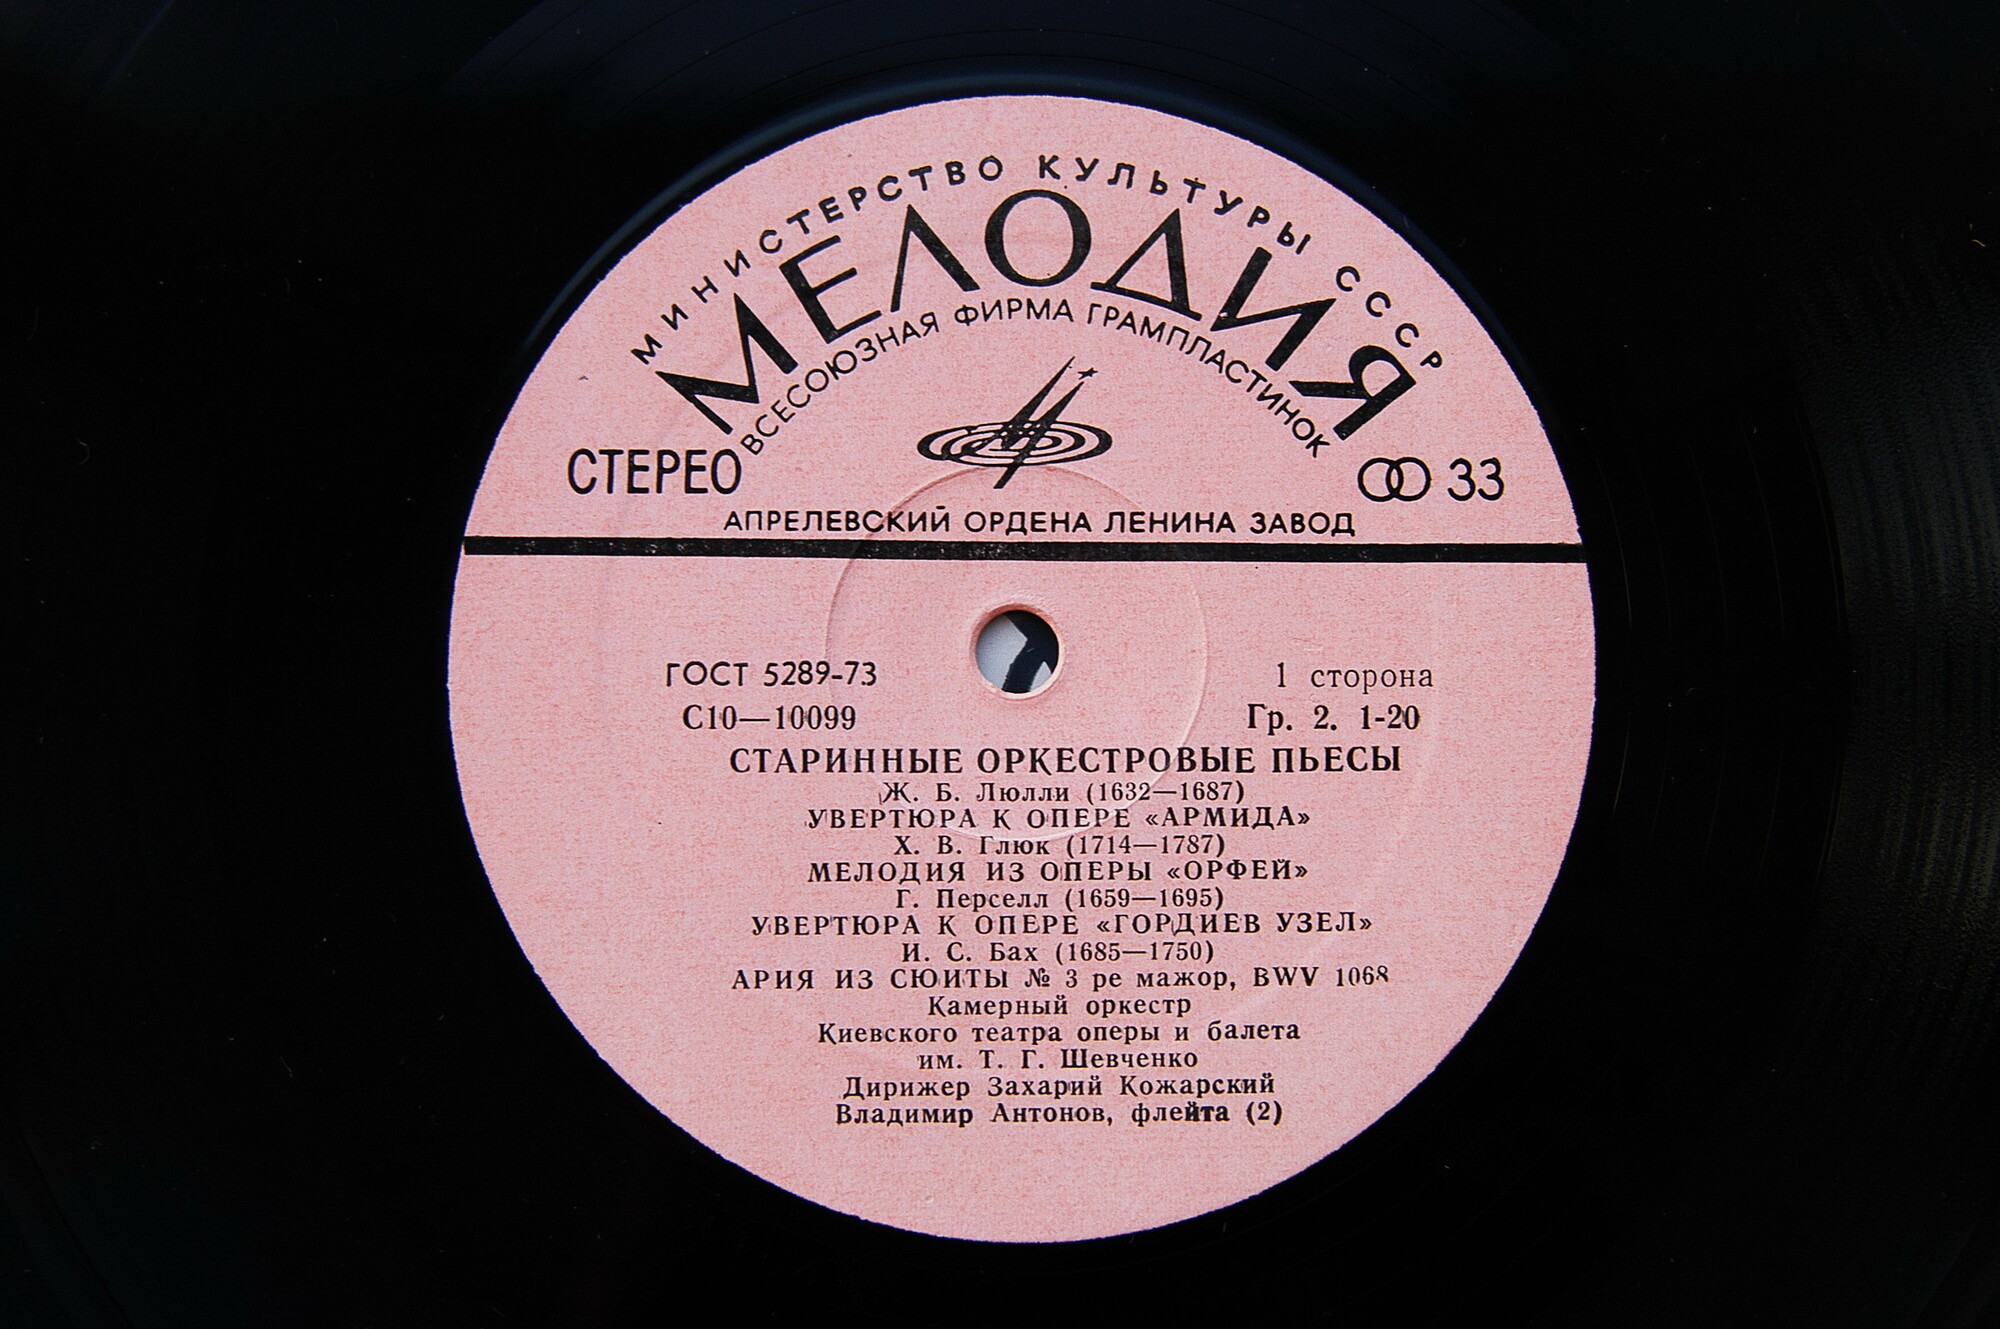 МИНИСТЕРСТВО КУЛЬТУРЫ СССР
МЕЛОДИЯ
ВСЕСОЮЗНАЯ ФИРМА ГРАМПЛАСТИНОК
СТЕРЕО
33
АПРЕЛЕВСКИЙ ОРДЕНА ЛЕНИНА ЗАВОД
ГОСТ 5289-73
1 сторона
С10—10099
Гр. 2. 1-20
СТАРИННЫЕ ОРКЕСТРОВЫЕ ПЬЕСЫ
Ж. Б. Люлли (1632—1687)
УВЕРТЮРА К ОПЕРЕ «АРМИДА»
Х. В. Глюк (1714—1787)
МЕЛОДИЯ ИЗ ОПЕРЫ «ОРФЕЙ»
Г. Перселл (1659—1695)
УВЕРТЮРА К ОПЕРЕ «ГОРДИЕВ УЗЕЛ»
И. С. Бах (1685—1750)
АРИЯ ИЗ СЮИТЫ № 3 ре мажор, BWV 1068
Камерный оркестр
Киевского театра оперы и балета
им. Т. Г. Шевченко
Дирижер Захарий Кожарский
Владимир Антонов, флейта (2)